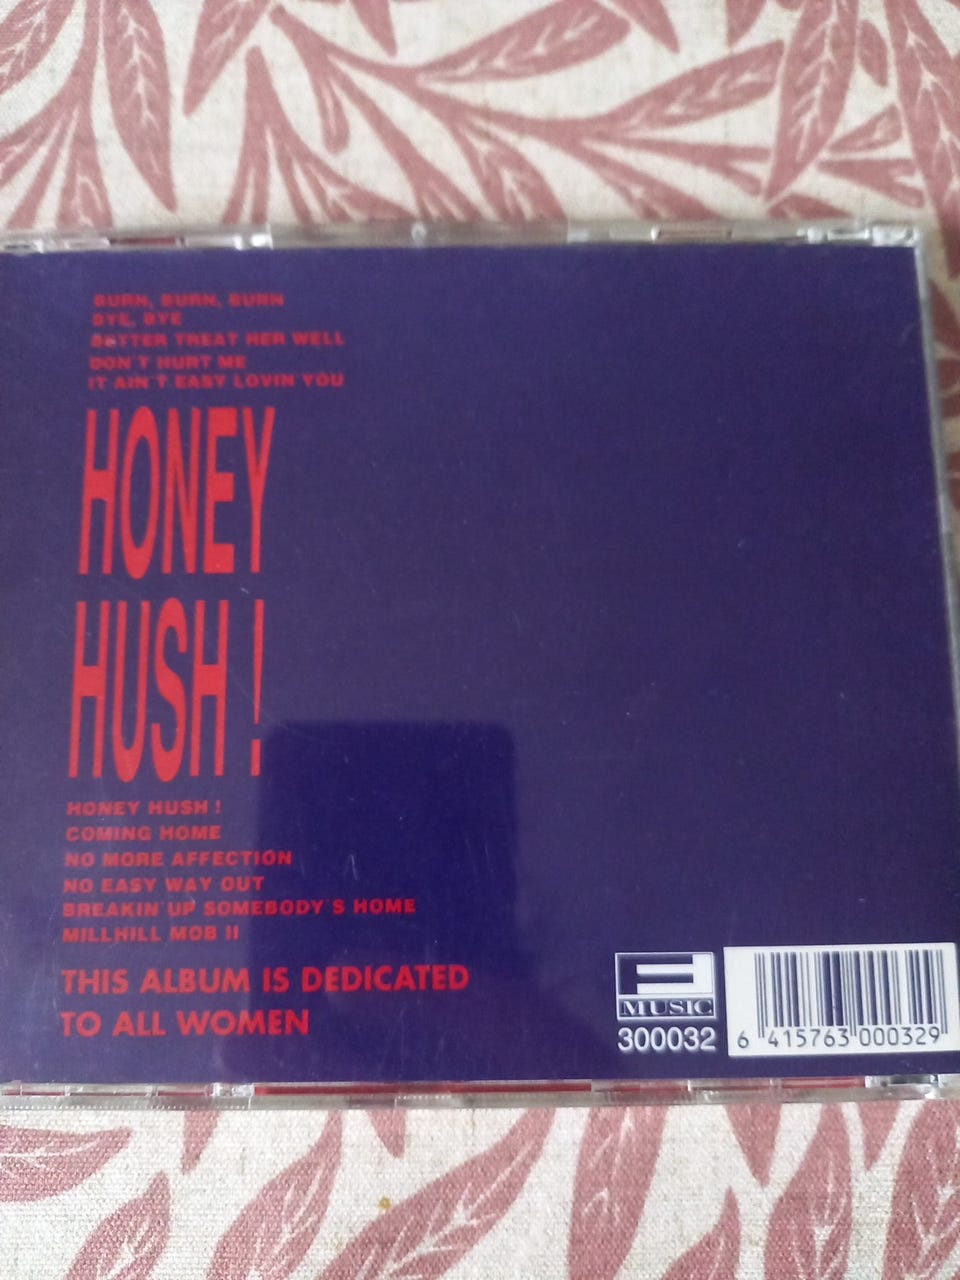 BURN, BURN, BURN
BYE, BYE
BETTER TREAT HER WELL
DON'T HURT ME
IT AIN'T EASY LOVIN YOU
HONEY
HUSH !
HONEY HUSH !
COMING HOME
NO MORE AFFECTION
NO EASY WAY OUT
BREAKIN' UP SOMEBODY'S HOME
MILLHILL MOB II
THIS ALBUM IS DEDICATED
TO ALL WOMEN
F
MUSIC
300032
6 415763 000329